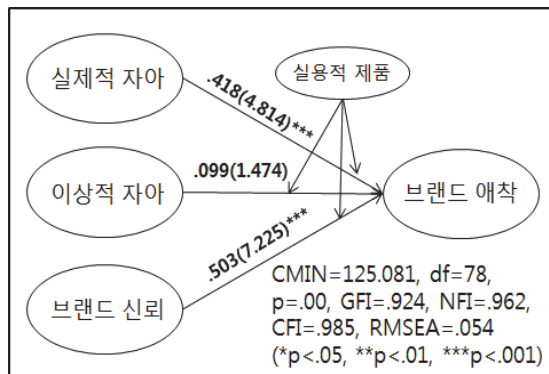 실제적 자아
실용적 제품
.418(4.814)***
이상적 자아
.099(1.474)
브랜드 애착
.503(7.225)***
브랜드 신뢰
CMIN=125.081, df=78,
p=.00, GFI=.924, NFI=.962,
CFI=.985, RMSEA=.054
(*p<.05, **p<.01, ***p<.001)